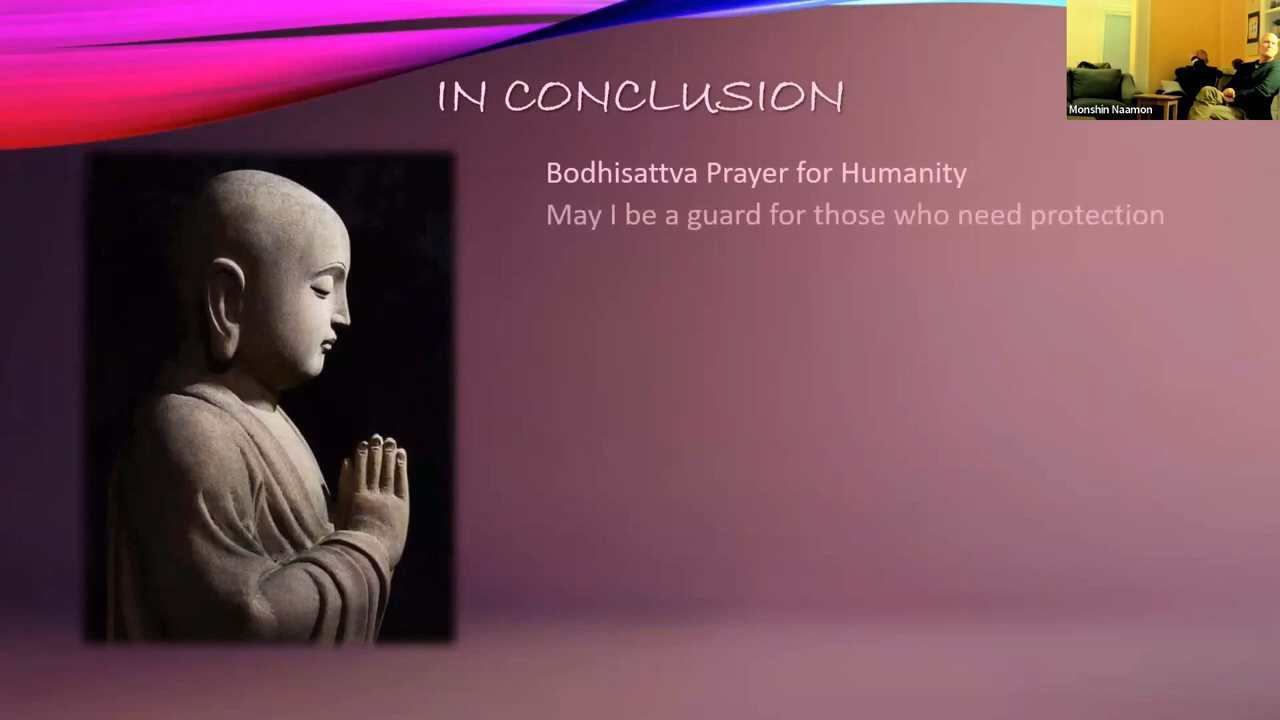 IN CONCLUSION
Monshin Naamon
Bodhisattva Prayer for Humanity
May I be a guard for those who need protection